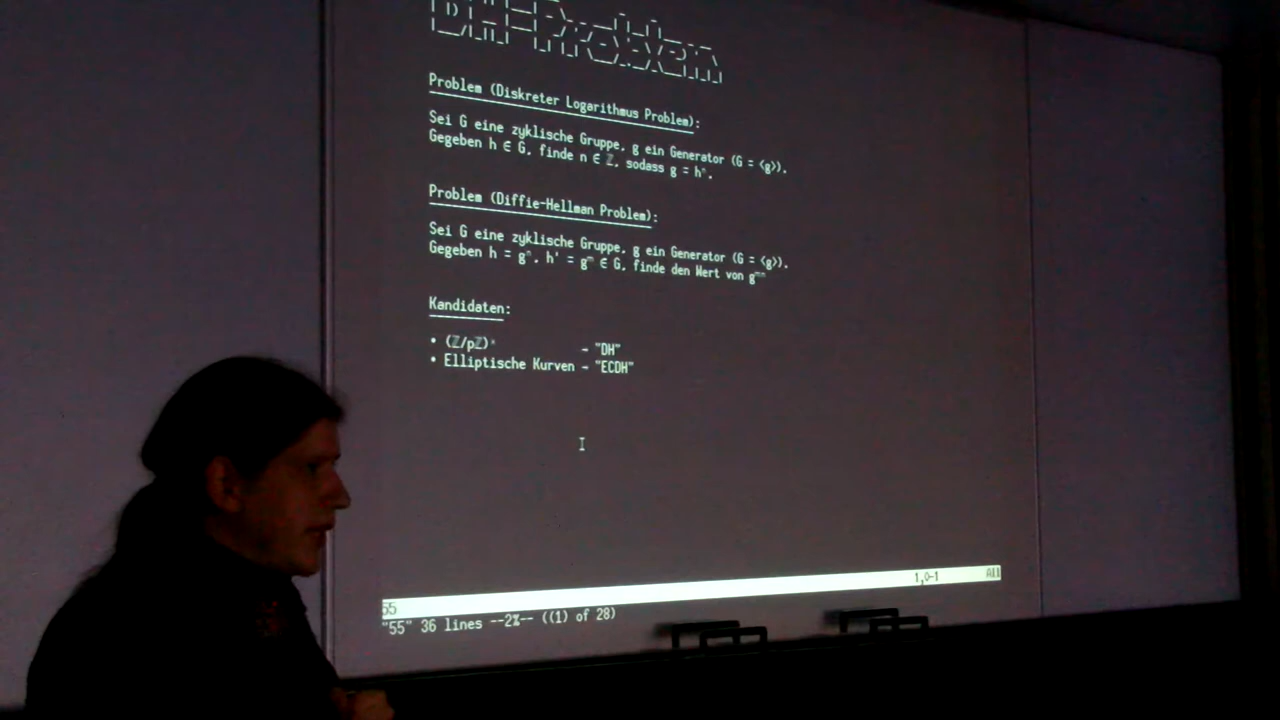 DH-Problem
Problem (Diskreter Logarithmus Problem):
Sei G eine zyklische Gruppe, g ein Generator (G = ⟨g⟩).
Gegeben h ∈ G, finde n ∈ ℤ, sodass g = hⁿ.
Problem (Diffie-Hellman Problem):
Sei G eine zyklische Gruppe, g ein Generator (G = ⟨g⟩).
Gegeben h = gⁿ, h' = gᵐ ∈ G, finde den Wert von gᵐⁿ
Kandidaten:
• (ℤ/pℤ)ˣ – "DH"
• Elliptische Kurven – "ECDH"
55 1,0-1 All
"55" 36 lines --2%-- ((1) of 28)